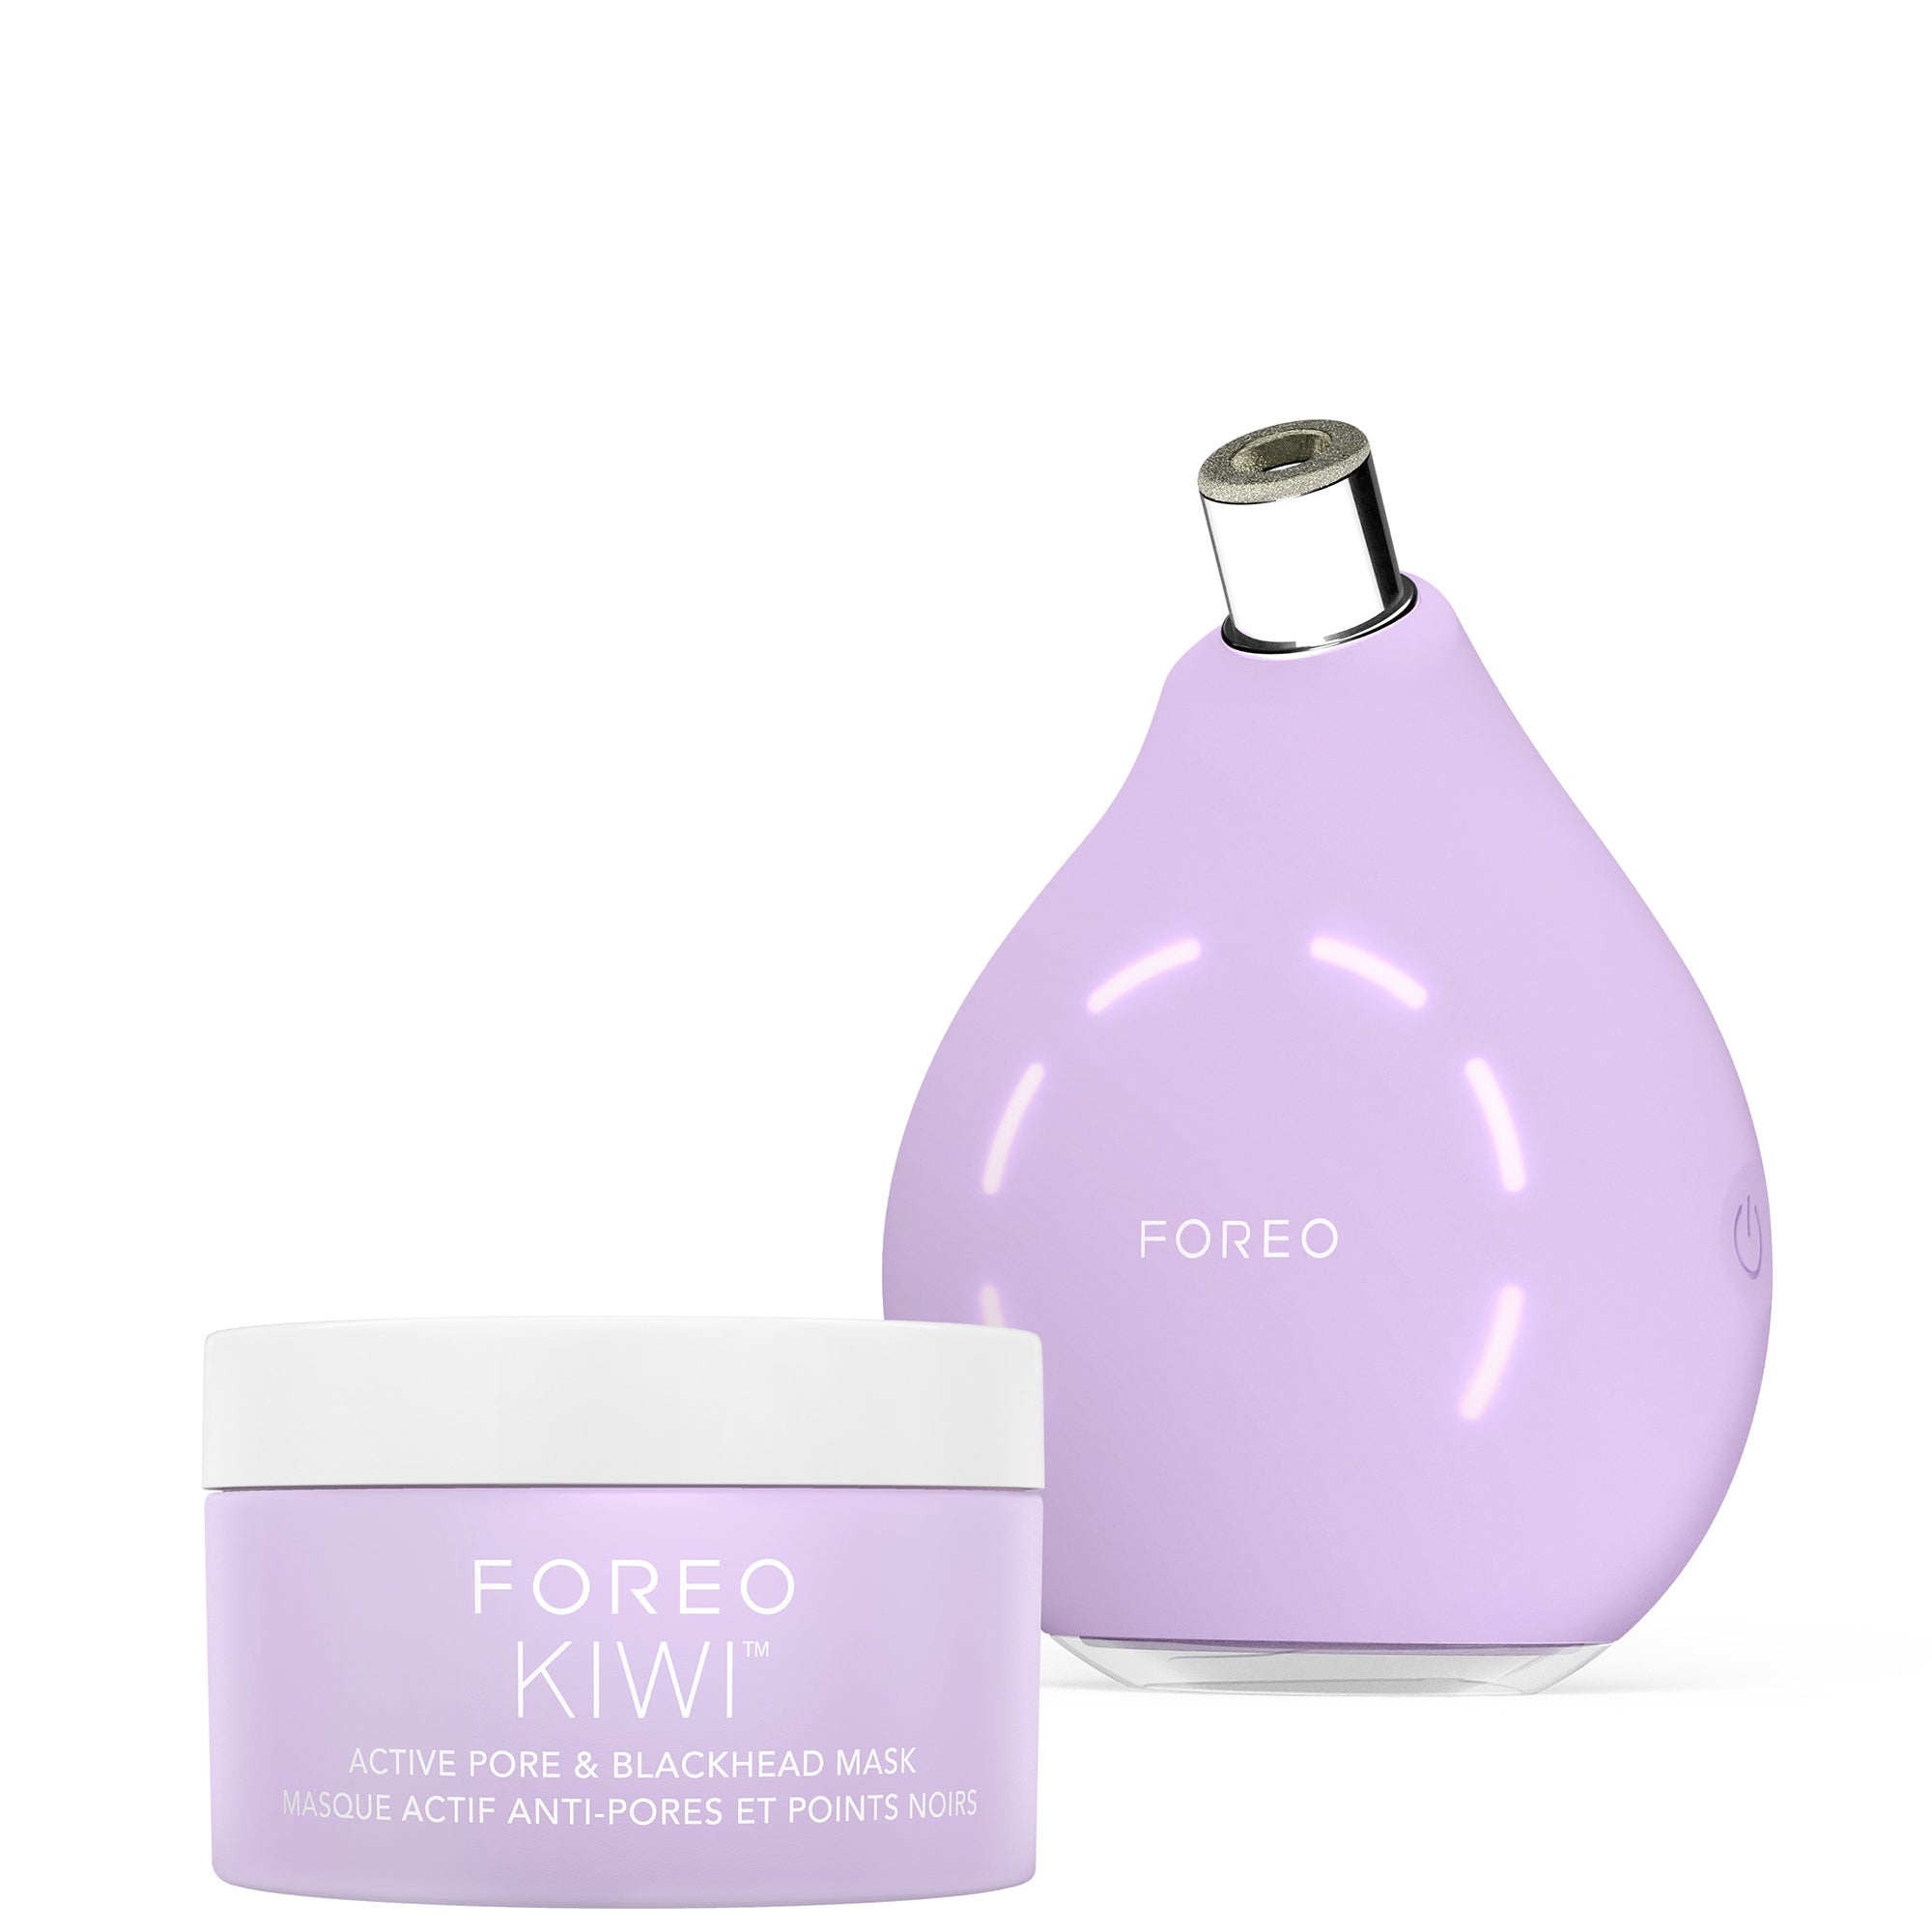 FOREO
FOREO
KIWI™
ACTIVE PORE & BLACKHEAD MASK
MASQUE ACTIF ANTI-PORES ET POINTS NOIRS